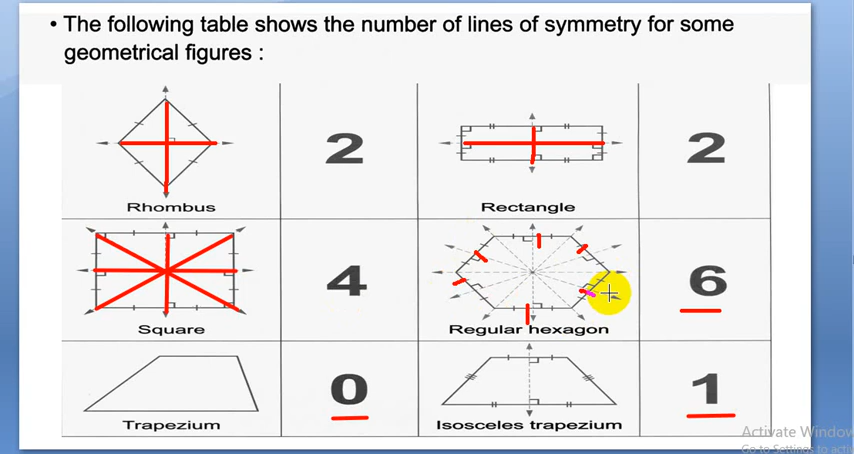 • The following table shows the number of lines of symmetry for some
geometrical figures :
Rhombus
2
Rectangle
2
Square
4
Regular hexagon
6
Trapezium
0
Isosceles trapezium
1
Activate Window
Go to Settings to acti